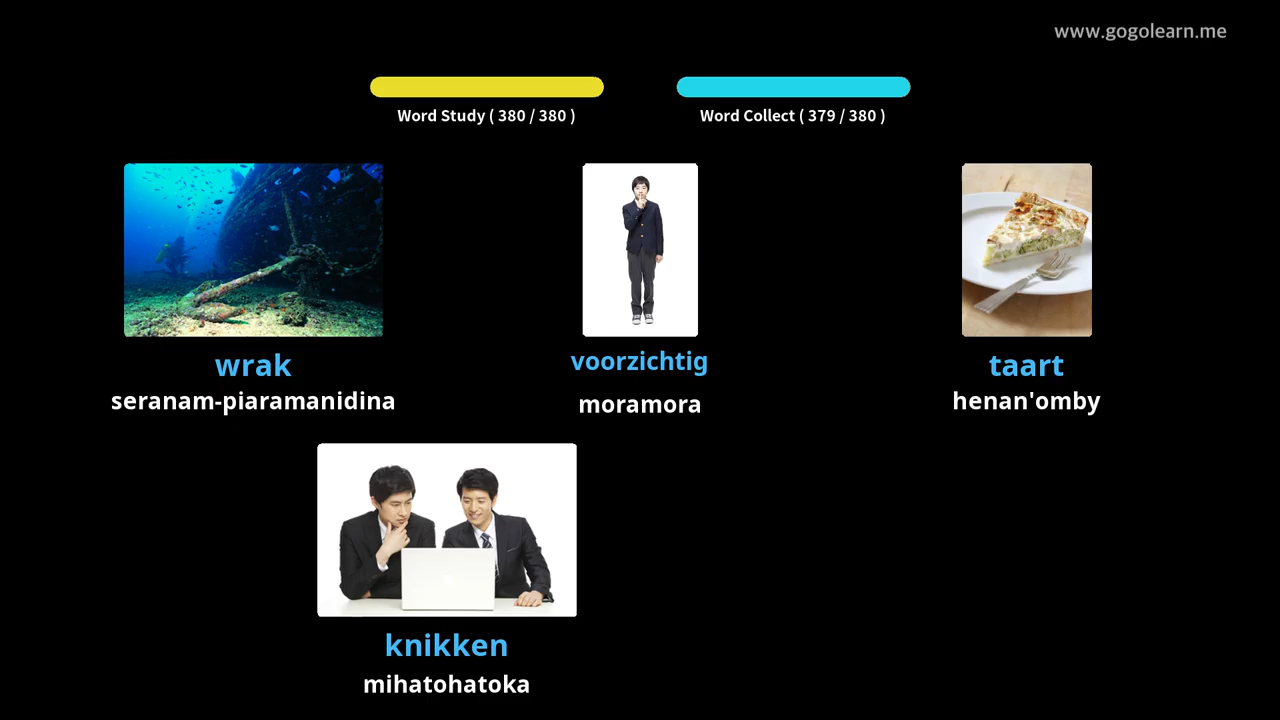 www.gogolearn.me
Word Study ( 380 / 380 )
Word Collect ( 379 / 380 )
wrak
seranam-piaramanidina
voorzichtig
moramora
taart
henan'omby
knikken
mihatohatoka